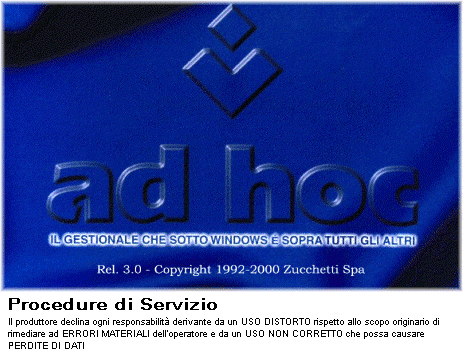 ad hoc
IL GESTIONALE CHE SOTTO WINDOWS É SOPRA TUTTI GLI ALTRI
Rel. 3.0 - Copyright 1992-2000 Zucchetti Spa
Procedure di Servizio
Il produttore declina ogni responsabilità derivante da un USO DISTORTO rispetto allo scopo originario di
rimediare ad ERRORI MATERIALI dell'operatore e da un USO NON CORRETTO che possa causare
PERDITE DI DATI